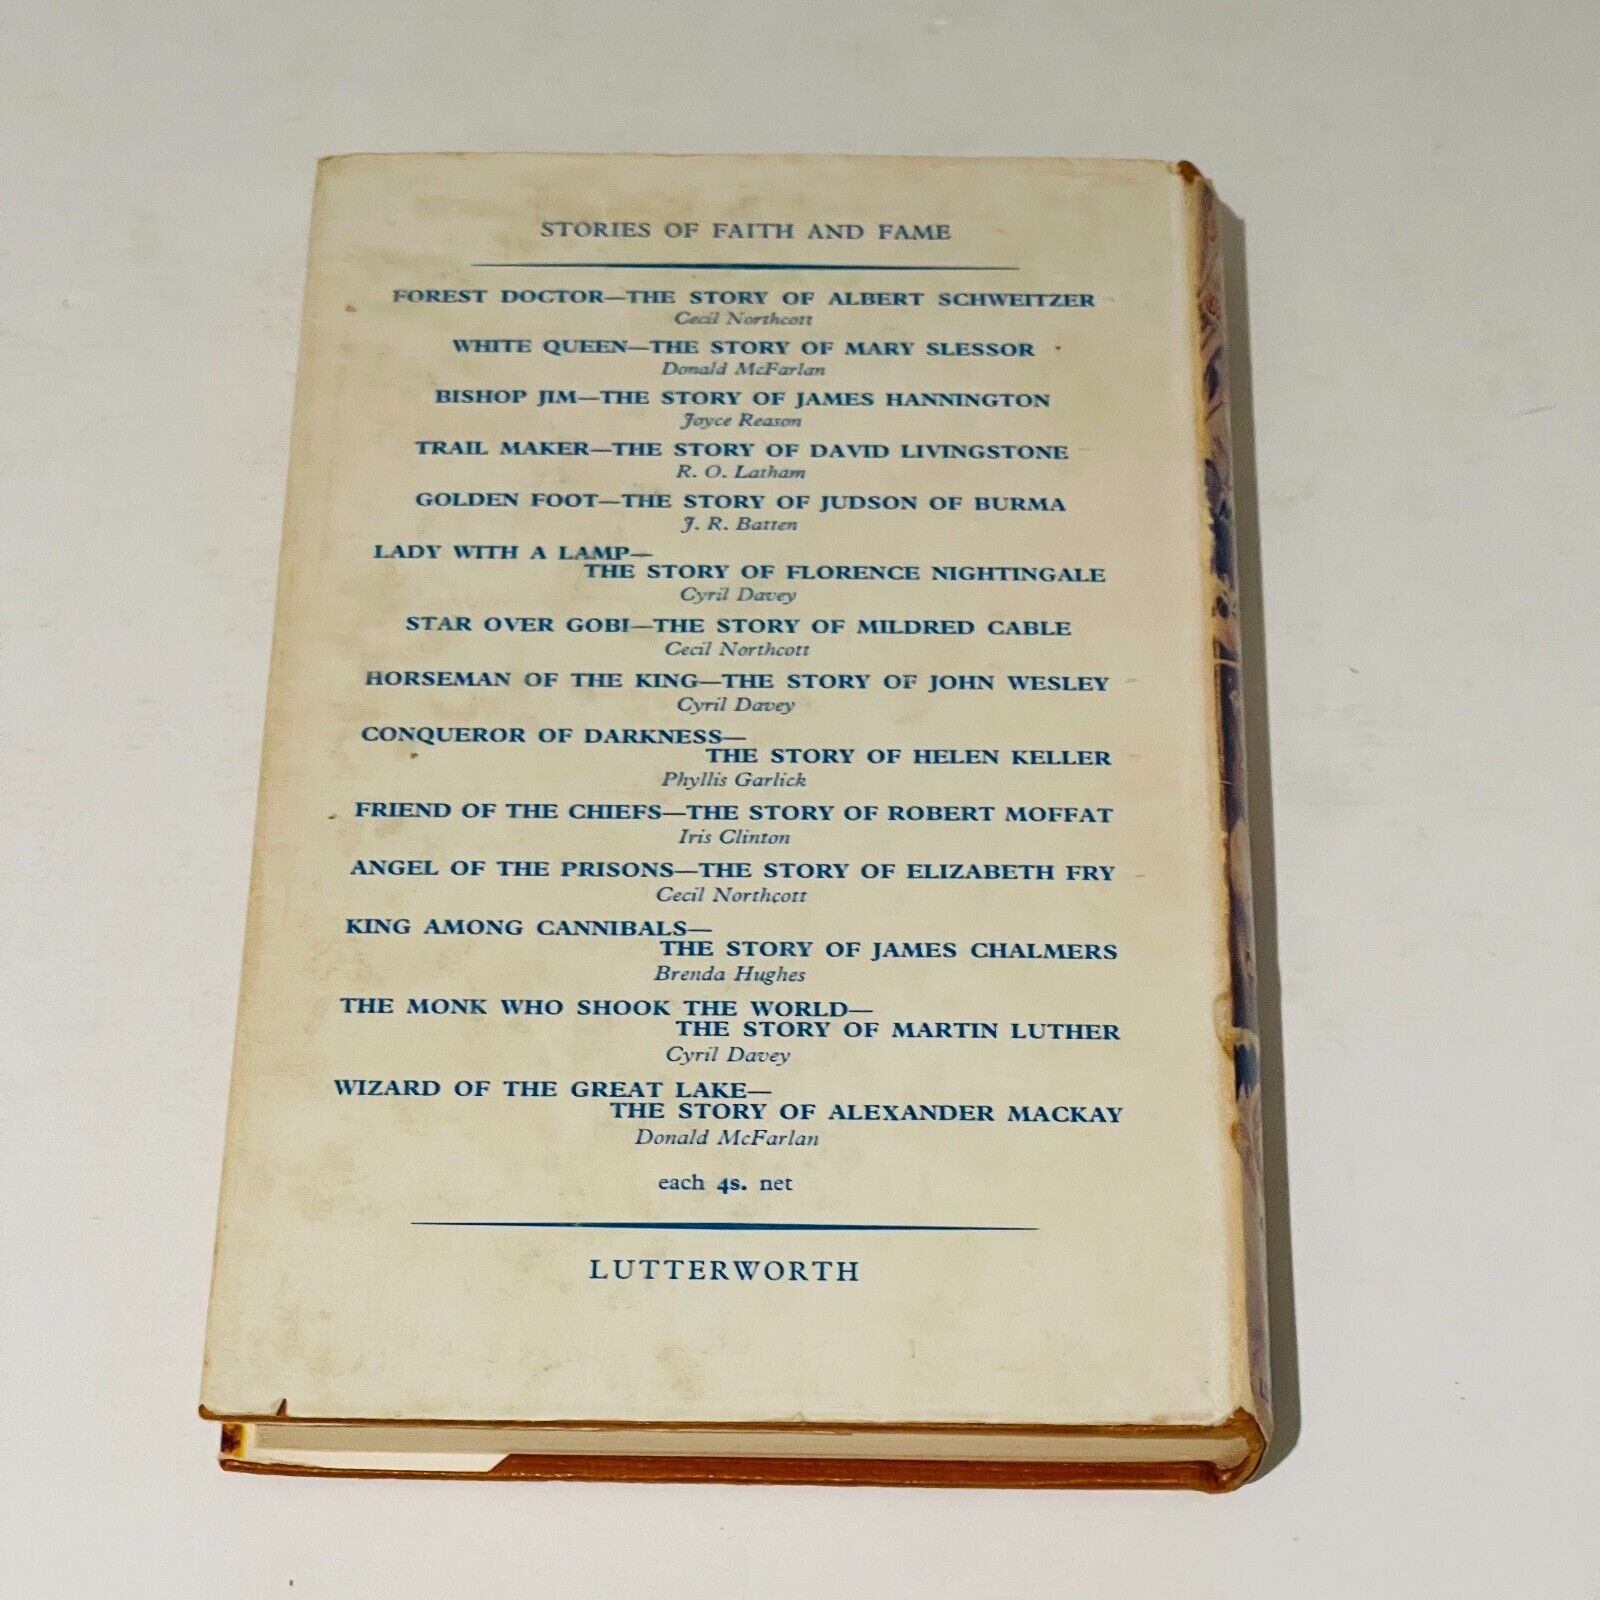 STORIES OF FAITH AND FAME
FOREST DOCTOR—THE STORY OF ALBERT SCHWEITZER
Cecil Northcott
WHITE QUEEN—THE STORY OF MARY SLESSOR
Donald McFarlan
BISHOP JIM—THE STORY OF JAMES HANNINGTON
Joyce Reason
TRAIL MAKER—THE STORY OF DAVID LIVINGSTONE
R. O. Latham
GOLDEN FOOT—THE STORY OF JUDSON OF BURMA
J. R. Batten
LADY WITH A LAMP—
THE STORY OF FLORENCE NIGHTINGALE
Cyril Davey
STAR OVER GOBI—THE STORY OF MILDRED CABLE
Cecil Northcott
HORSEMAN OF THE KING—THE STORY OF JOHN WESLEY
Cyril Davey
CONQUEROR OF DARKNESS—
THE STORY OF HELEN KELLER
Phyllis Garlick
FRIEND OF THE CHIEFS—THE STORY OF ROBERT MOFFAT
Iris Clinton
ANGEL OF THE PRISONS—THE STORY OF ELIZABETH FRY
Cecil Northcott
KING AMONG CANNIBALS—
THE STORY OF JAMES CHALMERS
Brenda Hughes
THE MONK WHO SHOOK THE WORLD—
THE STORY OF MARTIN LUTHER
Cyril Davey
WIZARD OF THE GREAT LAKE—
THE STORY OF ALEXANDER MACKAY
Donald McFarlan
each 4s. net
LUTTERWORTH